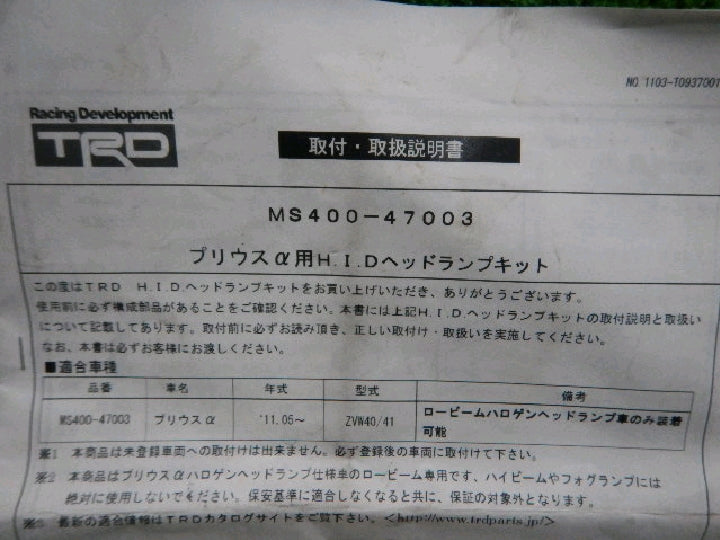 NO 1103-T0937001
Racing Development
TRD
取付・取扱説明書
MS400-47003
プリウスα用H.I.Dヘッドランプキット
この度はTRD H.I.D.ヘッドランプキットをお買い上げいただき、ありがとうございます。
使用前に必ず構成部品があることをご確認ください。本書には上記H.I.D.ヘッドランプキットの取付説明と取扱い
について記載してあります。取付前に必ずお読み頂き、正しい取付け・取扱いを実施してください。
なお、本書は必ずお客様にお渡しください。
■適合車種
品番 車名 年式 型式 備考
MS400-47003 プリウスα '11.05～ ZVW40/41 ロービームハロゲンヘッドランプ車のみ装着
可能
※1 本商品は未登録車両への取付けは出来ません。必ず登録後の車両に取付けて下さい。
※2 本商品はプリウスαハロゲンヘッドランプ仕様車のロービーム専用です、ハイビームやフォグランプには
絶対に使用しないでください。保安基準に適合しなくなると共に、保証の対象外となります。
※3 最新の適合情報はTRDカタログサイトをご覧下さい。<http://www.trdparts.jp/>